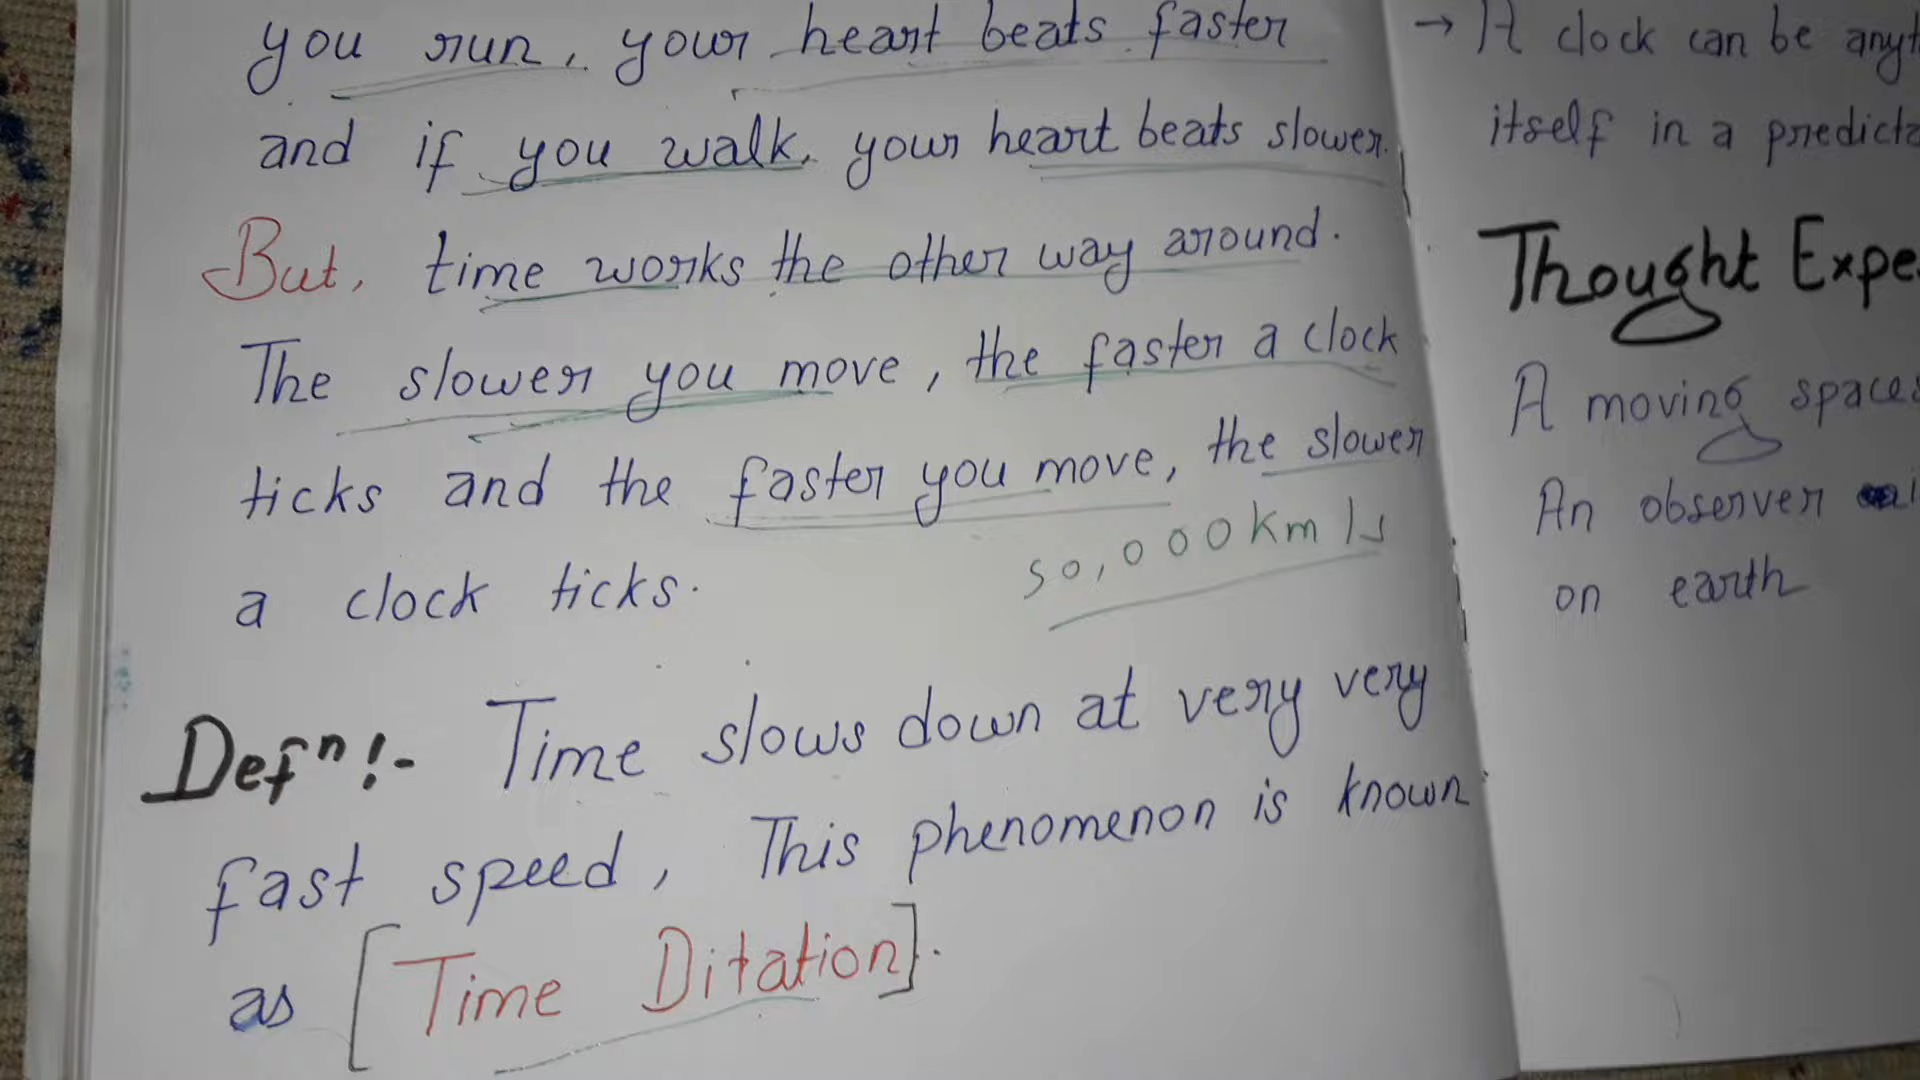 you run, your heart beats faster
and if you walk, your heart beats slower.
But, time works the other way around.
The slower you move, the faster a clock
ticks and the faster you move, the slower
a clock ticks.
50,000 km/s
Defn :- Time slows down at very very
fast speed, This phenomenon is known
as [Time Ditation].
→ It clock can be
itself in a
Thought
A moving
An observer
on earth